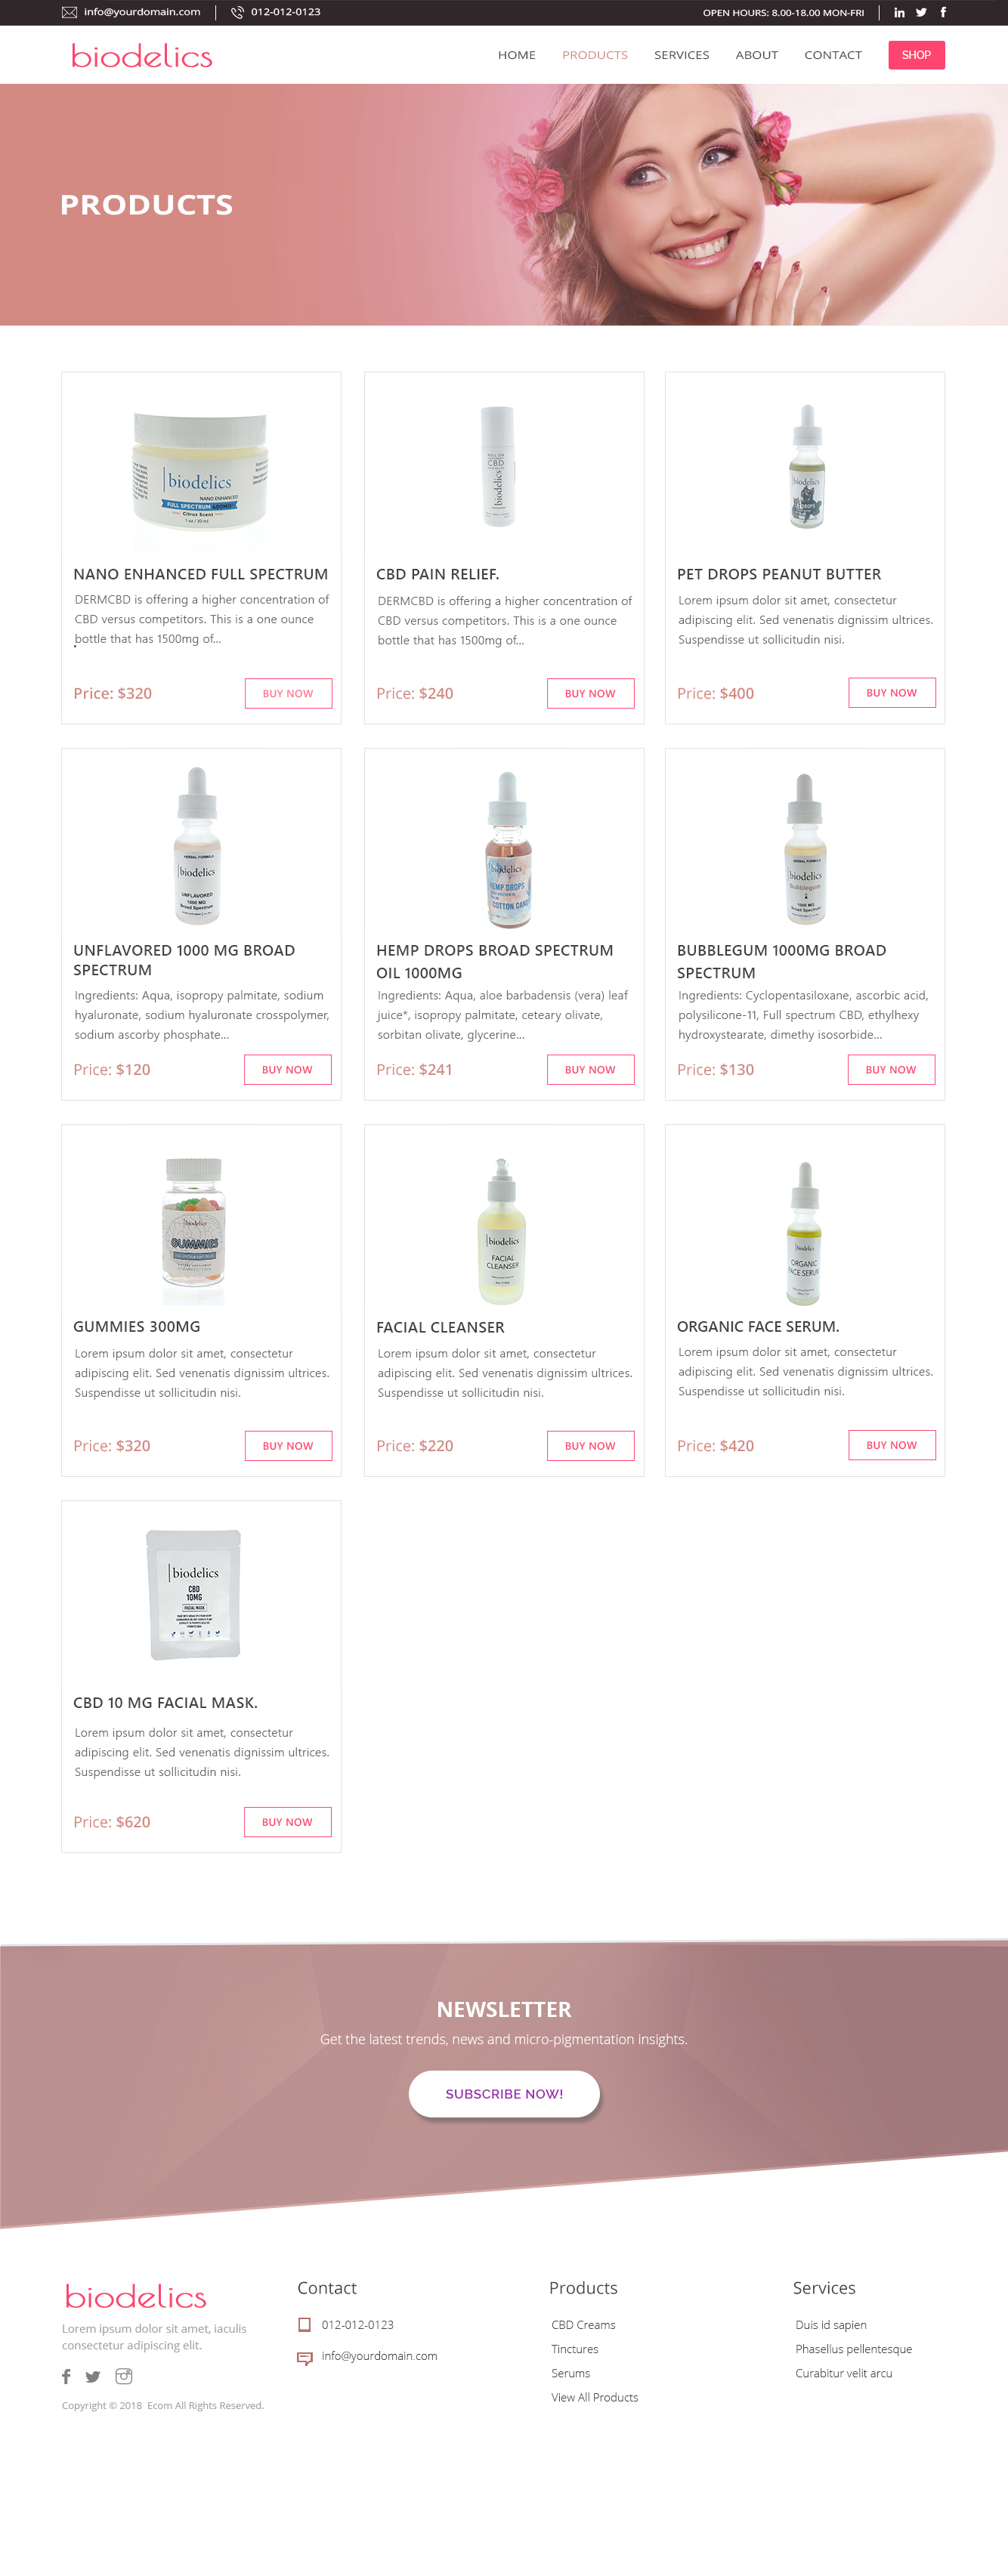 info@yourdomain.com 012-012-0123 OPEN HOURS: 8.00-18.00 MON-FRI
biodelics HOME PRODUCTS SERVICES ABOUT CONTACT SHOP
PRODUCTS
biodelics
NANO ENHANCED
FULL SPECTRUM 600MG
Citrus Scent
1 oz / 30 ml
NANO ENHANCED FULL SPECTRUM
DERMCBD is offering a higher concentration of
CBD versus competitors. This is a one ounce
bottle that has 1500mg of...
Price: $320 BUY NOW
ROLL ON
CBD
biodelics
CBD PAIN RELIEF.
DERMCBD is offering a higher concentration of
CBD versus competitors. This is a one ounce
bottle that has 1500mg of...
Price: $240 BUY NOW
biodelics
DROPS
PET DROPS PEANUT BUTTER
Lorem ipsum dolor sit amet, consectetur
adipiscing elit. Sed venenatis dignissim ultrices.
Suspendisse ut sollicitudin nisi.
Price: $400 BUY NOW
HERBAL FORMULA
biodelics
UNFLAVORED
1000 MG
Broad Spectrum
UNFLAVORED 1000 MG BROAD
SPECTRUM
Ingredients: Aqua, isopropy palmitate, sodium
hyaluronate, sodium hyaluronate crosspolymer,
sodium ascorby phosphate...
Price: $120 BUY NOW
biodelics
HEMP DROPS
COTTON CANDY
HEMP DROPS BROAD SPECTRUM
OIL 1000MG
Ingredients: Aqua, aloe barbadensis (vera) leaf
juice*, isopropy palmitate, ceteary olivate,
sorbitan olivate, glycerine...
Price: $241 BUY NOW
HERBAL FORMULA
biodelics
Bubblegum
1000 MG
Broad Spectrum
BUBBLEGUM 1000MG BROAD
SPECTRUM
Ingredients: Cyclopentasiloxane, ascorbic acid,
polysilicone-11, Full spectrum CBD, ethylhexy
hydroxystearate, dimethy isosorbide...
Price: $130 BUY NOW
biodelics
GUMMIES
GUMMIES 300MG
Lorem ipsum dolor sit amet, consectetur
adipiscing elit. Sed venenatis dignissim ultrices.
Suspendisse ut sollicitudin nisi.
Price: $320 BUY NOW
biodelics
FACIAL
CLEANSER
FACIAL CLEANSER
Lorem ipsum dolor sit amet, consectetur
adipiscing elit. Sed venenatis dignissim ultrices.
Suspendisse ut sollicitudin nisi.
Price: $220 BUY NOW
biodelics
ORGANIC
FACE SERUM
ORGANIC FACE SERUM.
Lorem ipsum dolor sit amet, consectetur
adipiscing elit. Sed venenatis dignissim ultrices.
Suspendisse ut sollicitudin nisi.
Price: $420 BUY NOW
biodelics
CBD
10MG
FACIAL MASK
CBD 10 MG FACIAL MASK.
Lorem ipsum dolor sit amet, consectetur
adipiscing elit. Sed venenatis dignissim ultrices.
Suspendisse ut sollicitudin nisi.
Price: $620 BUY NOW
NEWSLETTER
Get the latest trends, news and micro-pigmentation insights.
SUBSCRIBE NOW!
biodelics
Lorem ipsum dolor sit amet, iaculis
consectetur adipiscing elit.
Copyright © 2018 Ecom All Rights Reserved.
Contact
012-012-0123
info@yourdomain.com
Products
CBD Creams
Tinctures
Serums
View All Products
Services
Duis id sapien
Phasellus pellentesque
Curabitur velit arcu